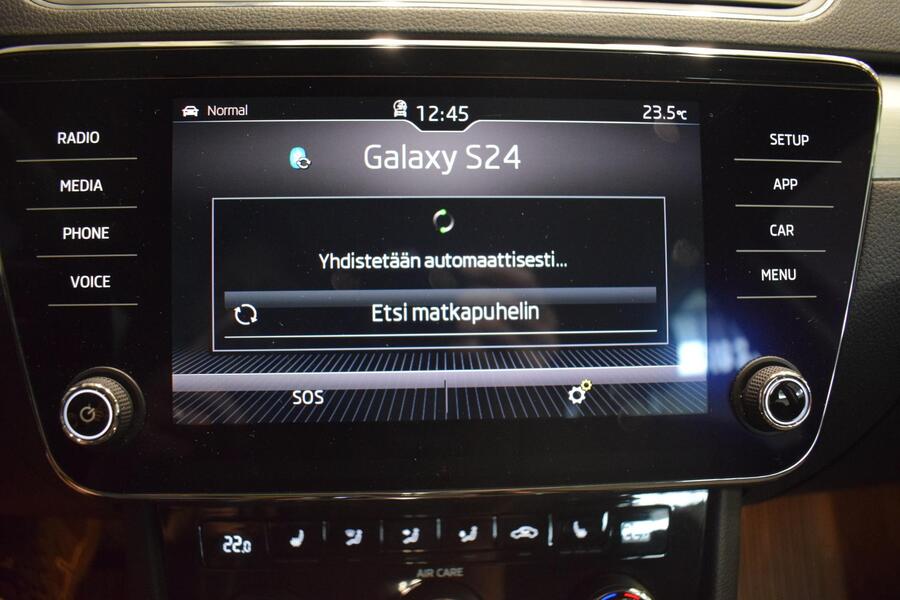 Normal
12:45
23.5°C
Galaxy S24
Yhdistetään automaattisesti...
Etsi matkapuhelin
SOS
RADIO
MEDIA
PHONE
VOICE
SETUP
APP
CAR
MENU
22.0
AIR CARE